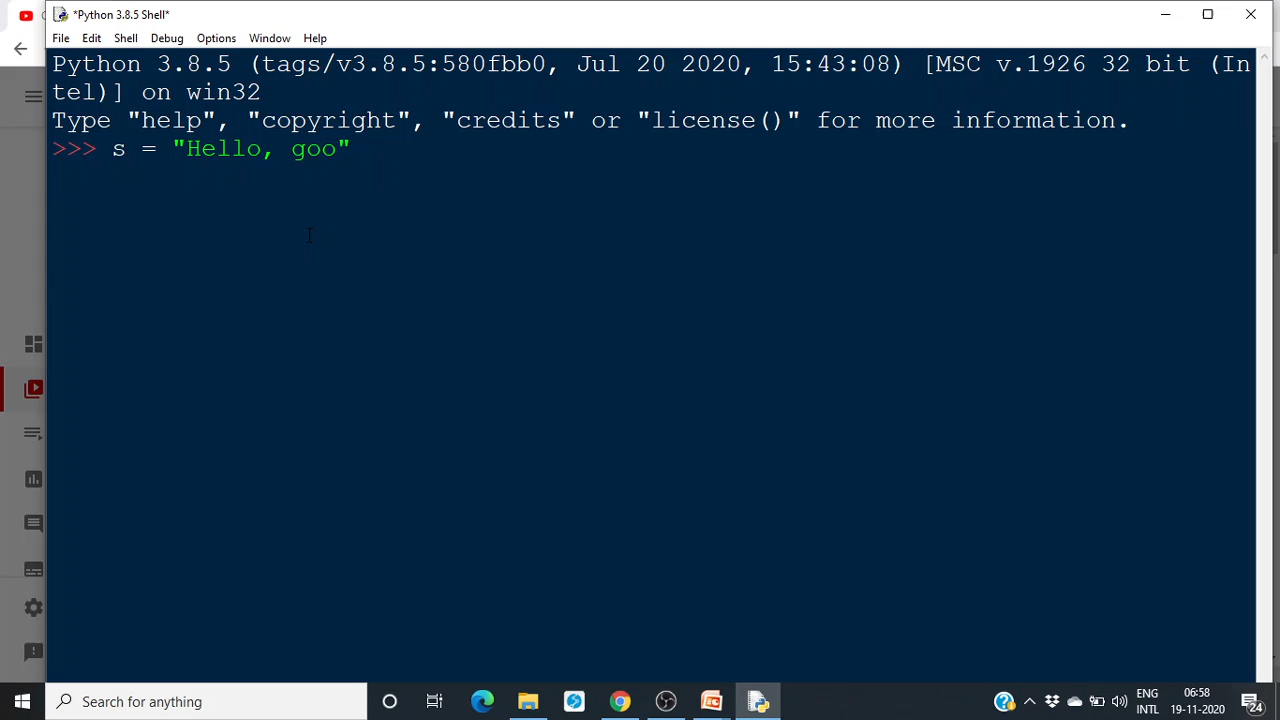 *Python 3.8.5 Shell*
File Edit Shell Debug Options Window Help
Python 3.8.5 (tags/v3.8.5:580fbb0, Jul 20 2020, 15:43:08) [MSC v.1926 32 bit (In
tel)] on win32
Type "help", "copyright", "credits" or "license()" for more information.
>>> s = "Hello, goo"
Search for anything
ENG 06:58
INTL 19-11-2020 24